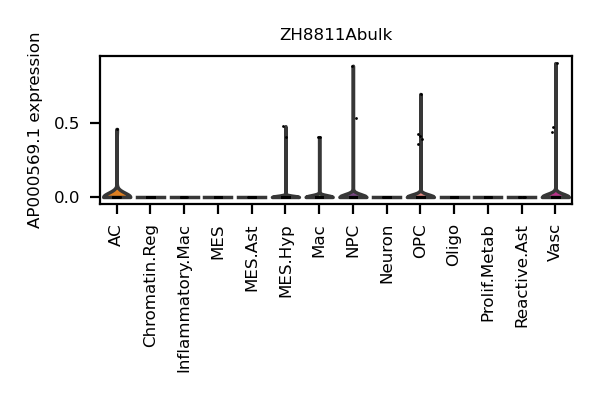 ZH8811Abulk
AP000569.1 expression
0.5
0.0
AC
Chromatin.Reg
Inflammatory.Mac
MES
MES.Ast
MES.Hyp
Mac
NPC
Neuron
OPC
Oligo
Prolif.Metab
Reactive.Ast
Vasc